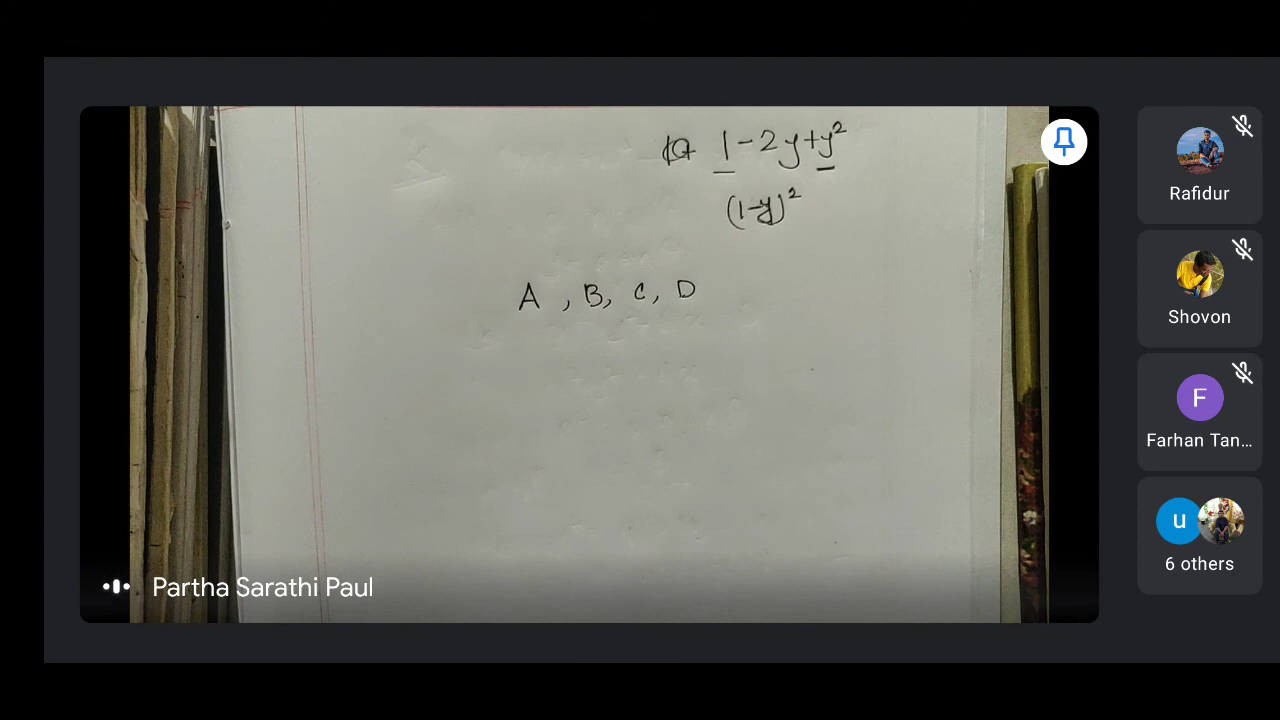 1-2y+y²
(1-y)²
A , B, C, D
Partha Sarathi Paul
Rafidur
Shovon
F
Farhan Tan...
u
6 others